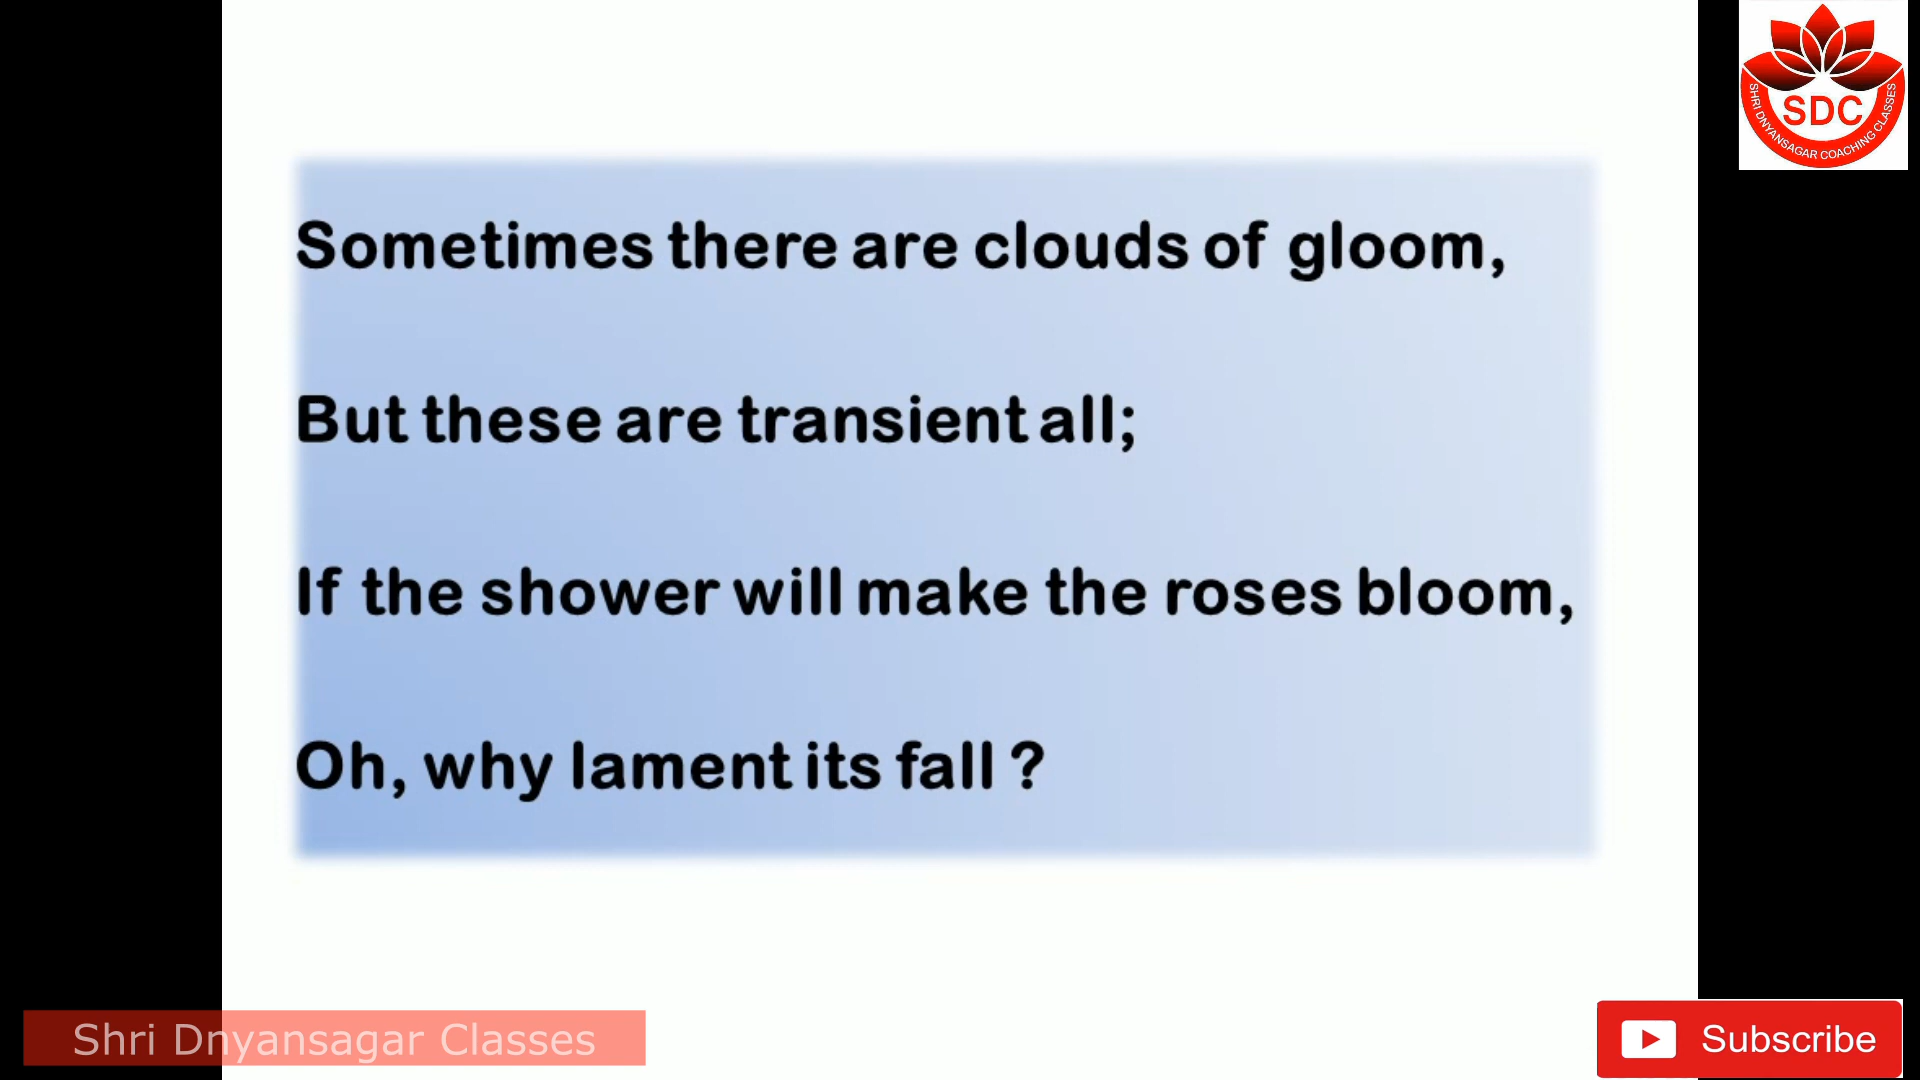 SDC
SHRI DNYANSAGAR COACHING CLASSES
Sometimes there are clouds of gloom,
But these are transient all;
If the shower will make the roses bloom,
Oh, why lament its fall ?
Shri Dnyansagar Classes
Subscribe